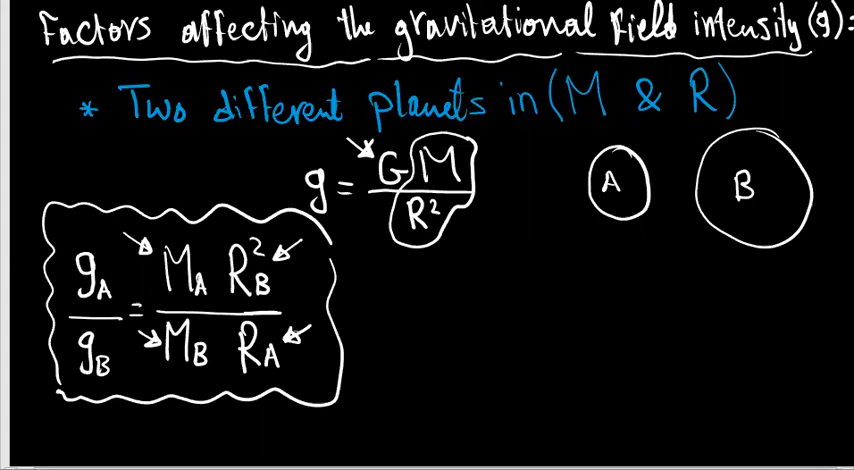 Factors affecting the gravitational field intensity (g):
* Two different planets in (M & R)
g = GM / R²
A
B
gA / gB = MA RB² / MB RA